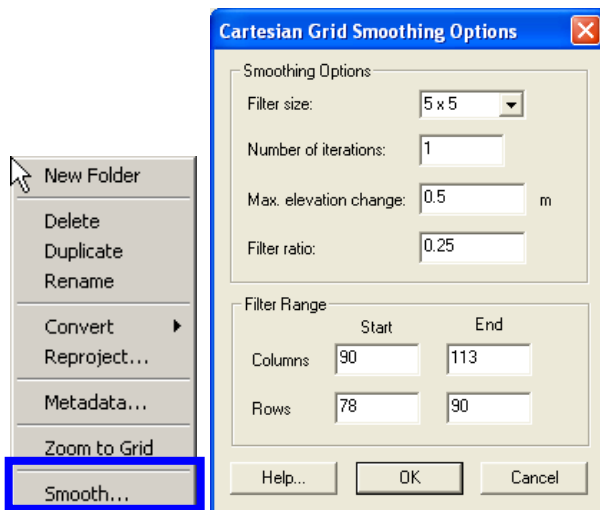 New Folder
Delete
Duplicate
Rename
Convert
Reproject...
Metadata...
Zoom to Grid
Smooth...
Cartesian Grid Smoothing Options
Smoothing Options
Filter size: 5 x 5
Number of iterations: 1
Max. elevation change: 0.5 m
Filter ratio: 0.25
Filter Range
Start End
Columns 90 113
Rows 78 90
Help... OK Cancel